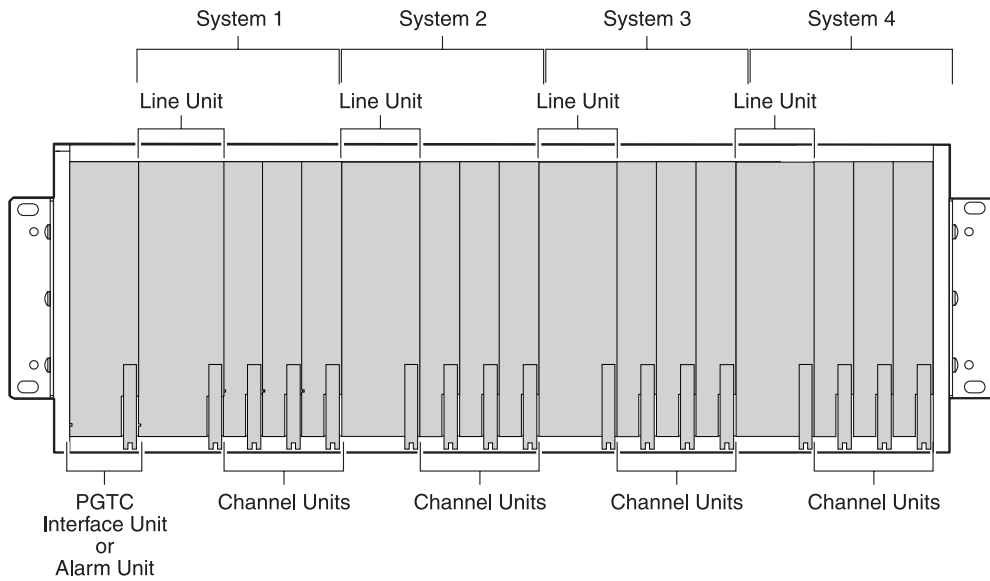 System 1
System 2
System 3
System 4
Line Unit
Line Unit
Line Unit
Line Unit
PGTC
Interface Unit
or
Alarm Unit
Channel Units
Channel Units
Channel Units
Channel Units